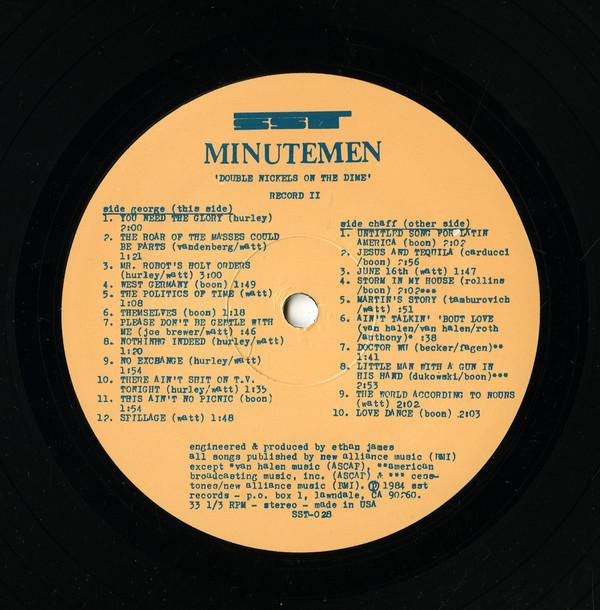 SST
MINUTEMEN
'DOUBLE NICKELS ON THE DIME'
RECORD II
side george (this side)
1. YOU NEED THE GLORY (hurley)
2:00
2. THE ROAR OF THE MASSES COULD
BE FARTS (vandenberg/watt)
1:21
3. MR. ROBOT'S HOLY ORDERS
(hurley/watt) 3:00
4. WEST GERMANY (boon) 1:49
5. THE POLITICS OF TIME (watt)
1:08
6. THEMSELVES (boon) 1:18
7. PLEASE DON'T BE GENTLE WITH
ME (joe brewer/watt) :46
8. NOTHING INDEED (hurley/watt)
1:20
9. NO EXCHANGE (hurley/watt)
1:54
10. THERE AIN'T SHIT ON T.V.
TONIGHT (hurley/watt) 1:35
11. THIS AIN'T NO PICNIC (boon)
1:54
12. SPILLAGE (watt) 1:48
side chaff (other side)
1. UNTITLED SONG FOR LATIN
AMERICA (boon) 2:02
2. JESUS AND TEQUILA (carducci
/boon) 2:56
3. JUNE 16th (watt) 1:47
4. STORM IN MY HOUSE (rollins
/boon) 2:02***
5. MARTIN'S STORY (tamburovich
/watt) :51
6. AIN'T TALKIN' 'BOUT LOVE
(van halen/van halen/roth
/authony)* :38
7. DOCTOR WU (becker/fagen)**
1:41
8. LITTLE MAN WITH A GUN IN
HIS HAND (dukowski/boon)***
2:53
9. THE WORLD ACCORDING TO NOUNS
(watt) 2:02
10. LOVE DANCE (boon) 2:03
engineered & produced by ethan james
all songs published by new alliance music (BMI)
except *van halen music (ASCAP), **american
broadcasting music, inc. (ASCAP) & *** cess-
tones/new alliance music (BMI). Ⓟ 1984 sst
records - p.o. box 1, lawndale, CA 90260.
33 1/3 RPM - stereo - made in USA
SST-028